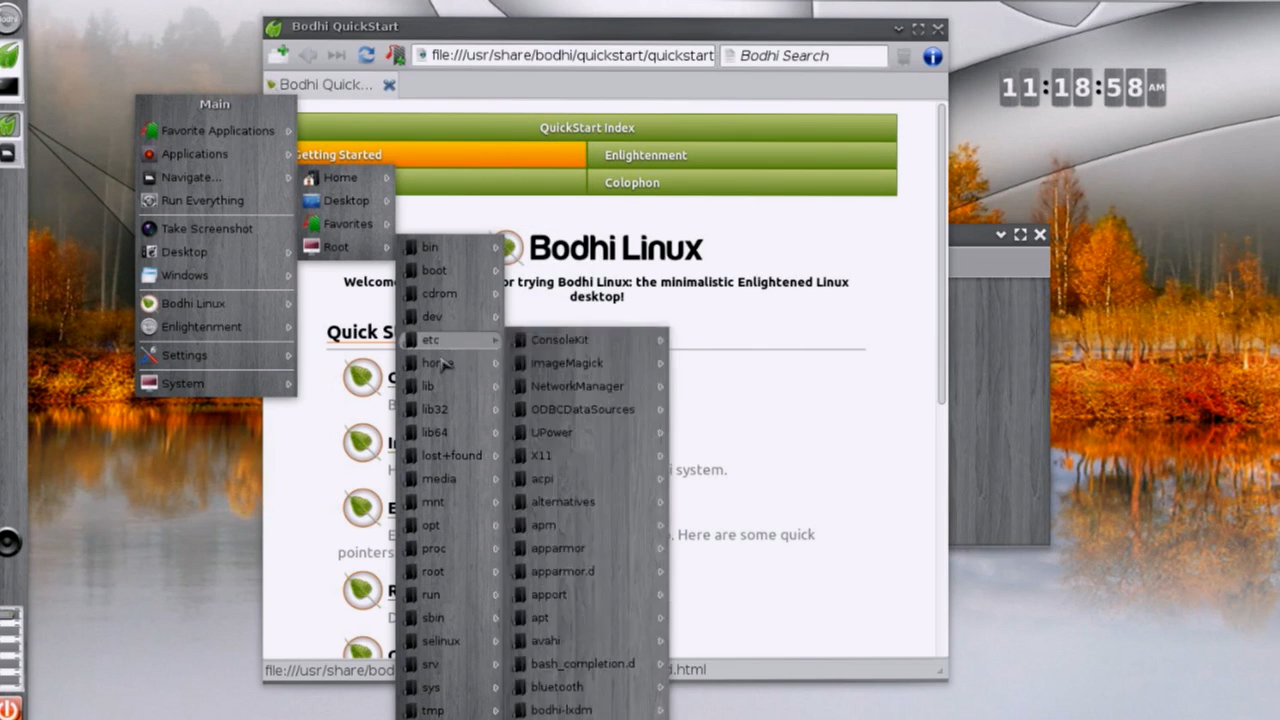 Bodhi QuickStart
file:///usr/share/bodhi/quickstart/quickstart
Bodhi Search
Bodhi Quick...
11:18:58 AM
QuickStart Index
Getting Started
Enlightenment
Colophon
Bodhi Linux
Welcome
or trying Bodhi Linux: the minimalistic Enlightened Linux
desktop!
Quick S
system.
. Here are some quick
pointers
file:///usr/share/bod
.html
Main
Favorite Applications
Applications
Navigate...
Run Everything
Take Screenshot
Desktop
Windows
Bodhi Linux
Enlightenment
Settings
System
Home
Desktop
Favorites
Root
bin
boot
cdrom
dev
etc
home
lib
lib32
lib64
lost+found
media
mnt
opt
proc
root
run
sbin
selinux
srv
sys
tmp
ConsoleKit
ImageMagick
NetworkManager
ODBCDataSources
UPower
X11
acpi
alternatives
apm
apparmor
apparmor.d
apport
apt
avahi
bash_completion.d
bluetooth
bodhi-lxdm